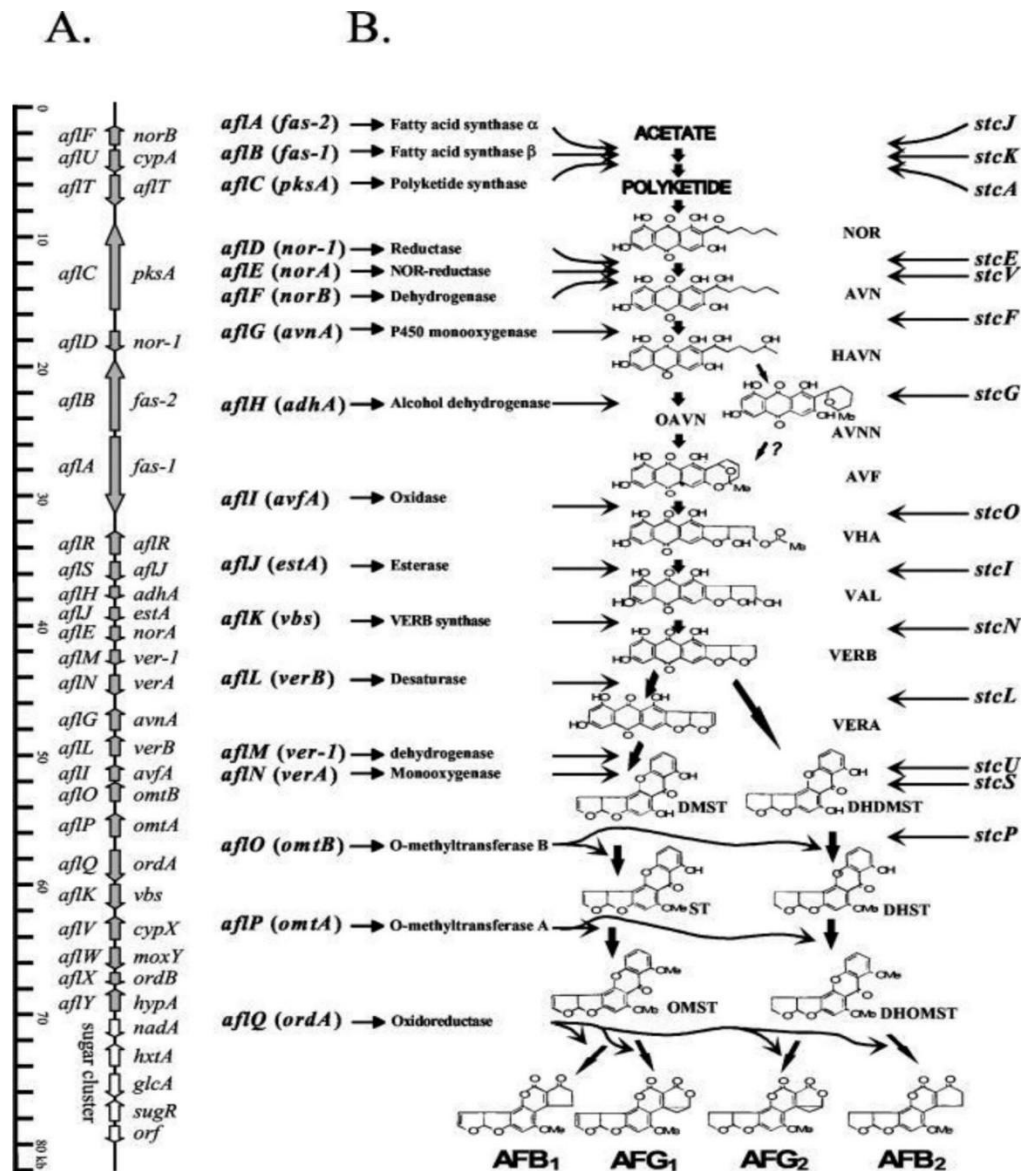 A.
B.
0
aflF norB
aflU cypA
aflT aflT
10
aflC pksA
aflD nor-1
20
aflB fas-2
aflA fas-1
30
aflR aflR
aflS aflJ
aflH adhA
aflJ estA
aflE norA
40
aflM ver-1
aflN verA
aflG avnA
aflL verB
50
aflI avfA
aflO omtB
aflP omtA
aflQ ordA
60
aflK vbs
aflV cypX
aflW moxY
aflX ordB
aflY hypA
70
sugar cluster
nadA
hxtA
glcA
sugR
orf
80 kb
aflA (fas-2) Fatty acid synthase α
aflB (fas-1) Fatty acid synthase β
aflC (pksA) Polyketide synthase
aflD (nor-1) Reductase
aflE (norA) NOR-reductase
aflF (norB) Dehydrogenase
aflG (avnA) P450 monooxygenase
aflH (adhA) Alcohol dehydrogenase
aflI (avfA) Oxidase
aflJ (estA) Esterase
aflK (vbs) VERB synthase
aflL (verB) Desaturase
aflM (ver-1) dehydrogenase
aflN (verA) Monooxygenase
aflO (omtB) O-methyltransferase B
aflP (omtA) O-methyltransferase A
aflQ (ordA) Oxidoreductase
ACETATE
POLYKETIDE
NOR
AVN
HAVN
OAVN
AVNN
?
AVF
VHA
VAL
VERB
VERA
DMST DHDMST
ST DHST
OMST DHOMST
AFB1 AFG1 AFG2 AFB2
stcJ
stcK
stcA
stcE
stcV
stcF
stcG
stcO
stcI
stcN
stcL
stcU
stcS
stcP